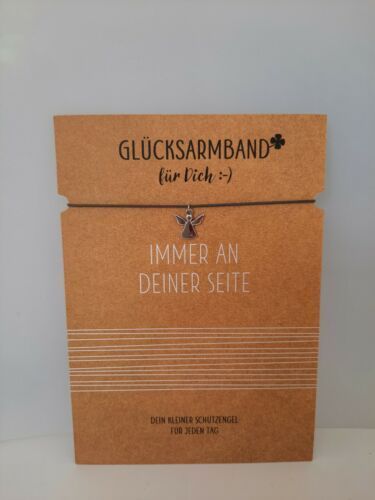 GLÜCKSARMBAND
für Dich :-)
IMMER AN
DEINER SEITE
DEIN KLEINER SCHUTZENGEL
FÜR JEDEN TAG